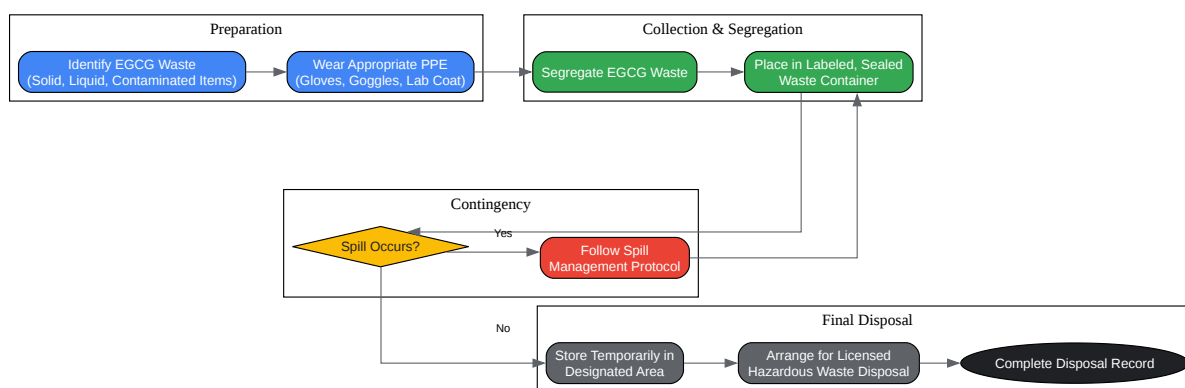 Preparation
Identify EGCG Waste
(Solid, Liquid, Contaminated Items)
Wear Appropriate PPE
(Gloves, Goggles, Lab Coat)
Collection & Segregation
Segregate EGCG Waste
Place in Labeled, Sealed
Waste Container
Contingency
Spill Occurs?
Yes
Follow Spill
Management Protocol
No
Final Disposal
Store Temporarily in
Designated Area
Arrange for Licensed
Hazardous Waste Disposal
Complete Disposal Record